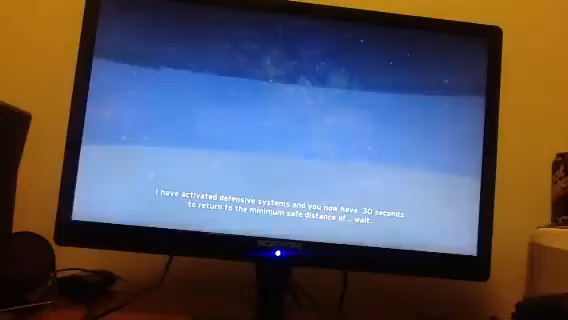 I have activated defensive systems and you now have 30 seconds
to return to the minimum safe distance of... wait.
SCEPTRE